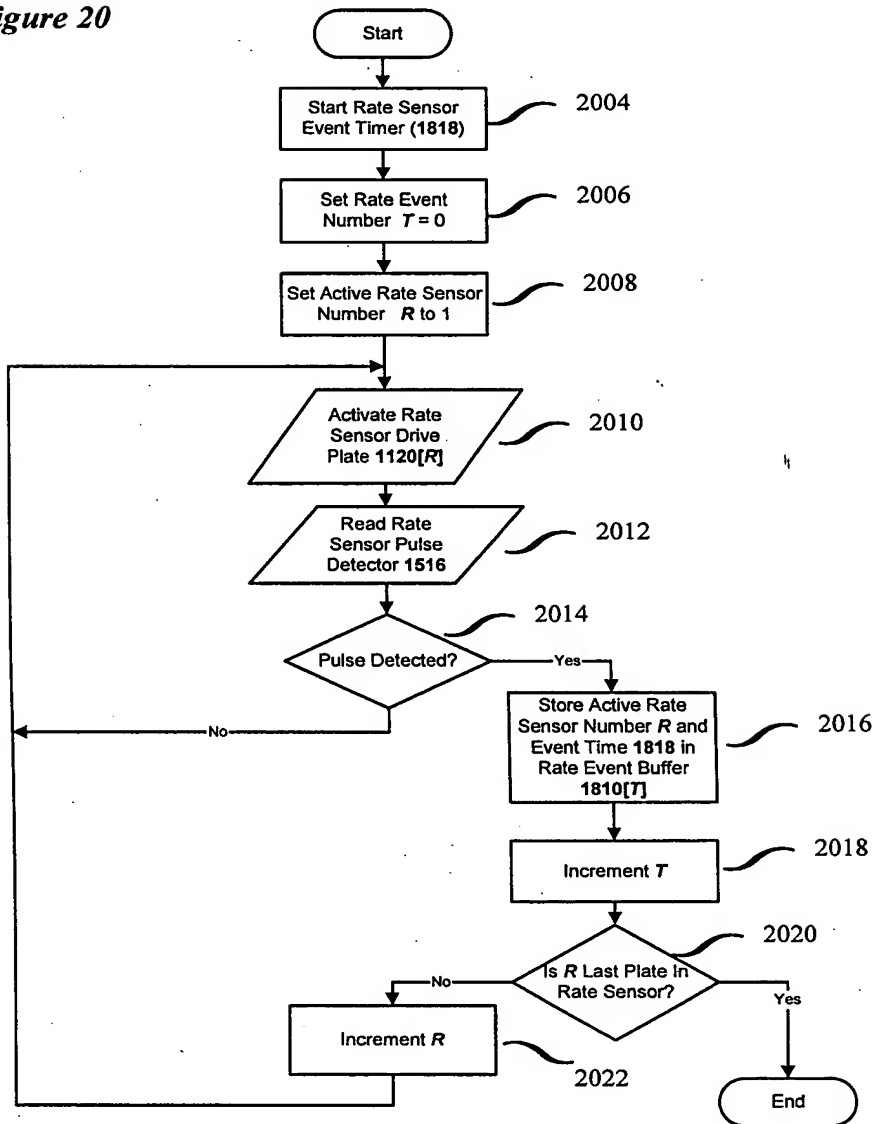 igure 20
Start
Start Rate Sensor
Event Timer (1818)
2004
Set Rate Event
Number T = 0
2006
Set Active Rate Sensor
Number R to 1
2008
Activate Rate
Sensor Drive
Plate 1120[R]
2010
Read Rate
Sensor Pulse
Detector 1516
2012
2014
Pulse Detected?
Yes
No
Store Active Rate
Sensor Number R and
Event Time 1818 in
Rate Event Buffer
1810[T]
2016
Increment T
2018
2020
Is R Last Plate In
Rate Sensor?
No
Yes
Increment R
2022
End